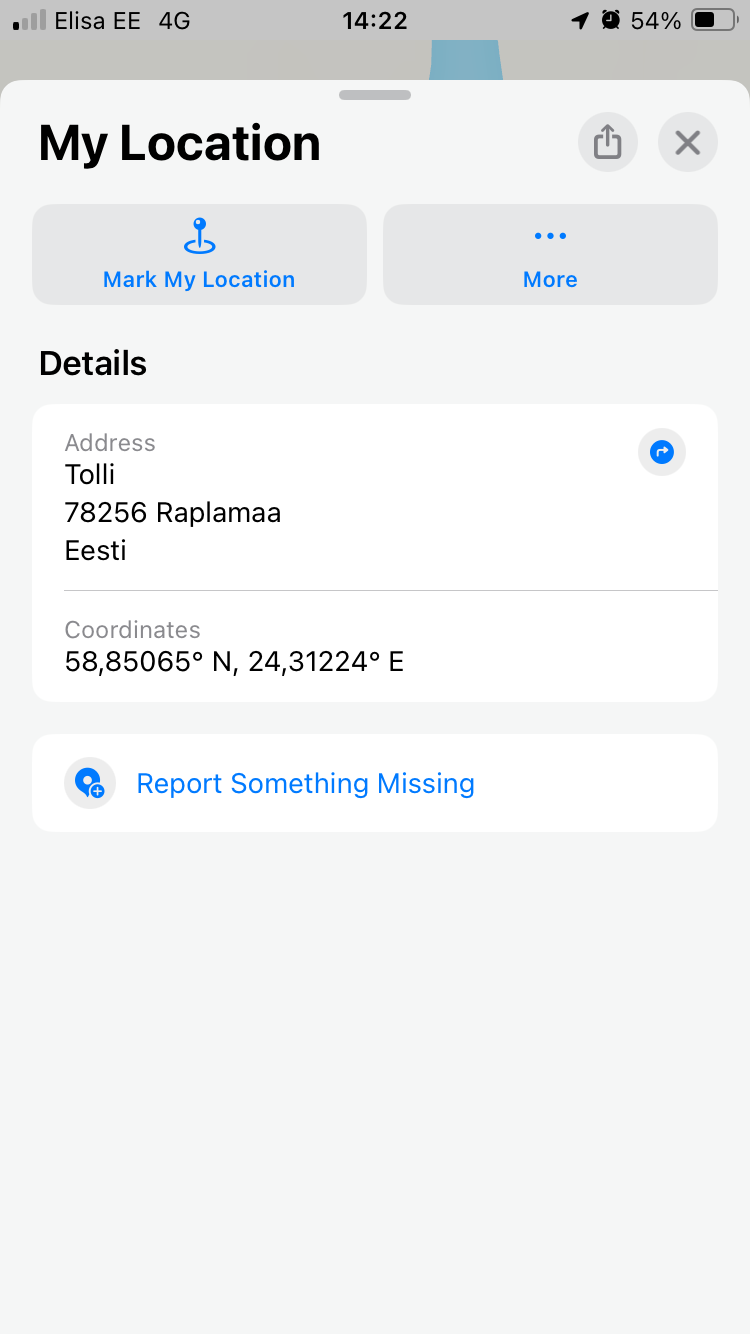 Elisa EE 4G 14:22 54%
My Location
Mark My Location
More
Details
Address
Tolli
78256 Raplamaa
Eesti
Coordinates
58,85065° N, 24,31224° E
Report Something Missing